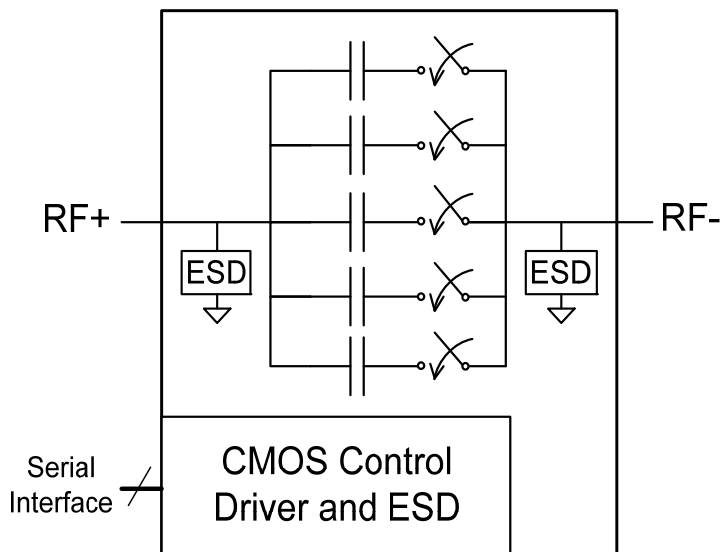 RF+
RF-
ESD
ESD
Serial
Interface
CMOS Control
Driver and ESD